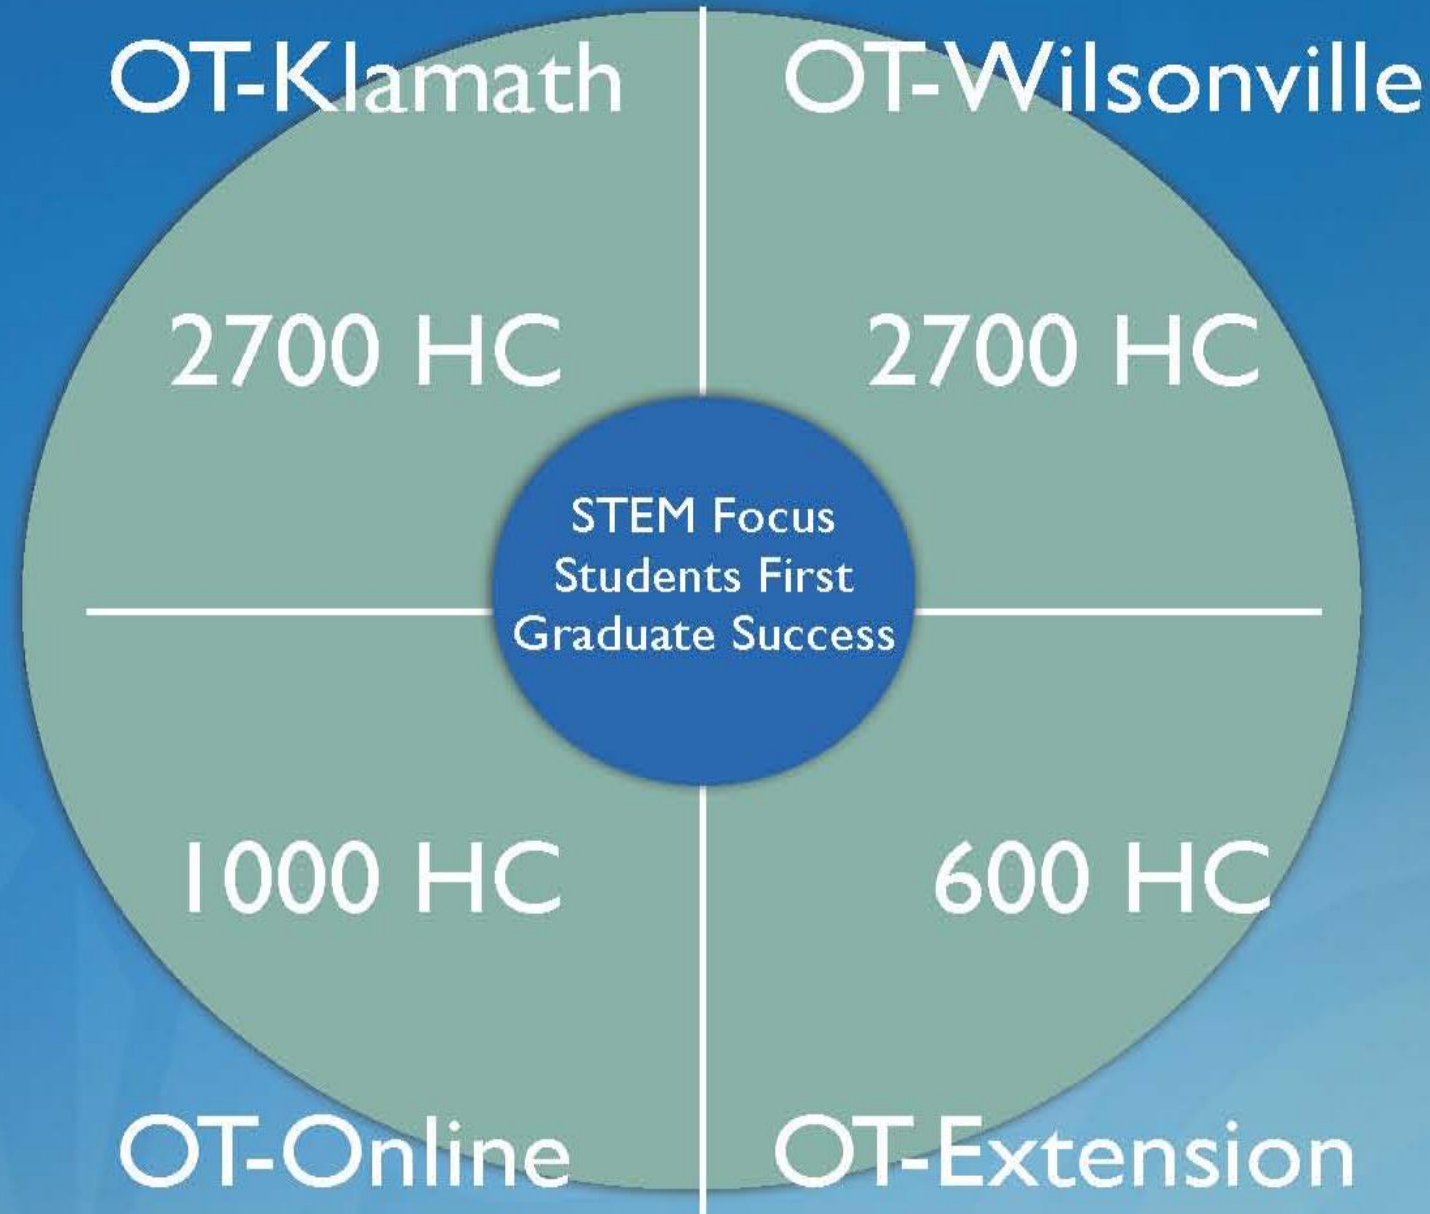 OT-Klamath
OT-Wilsonville
2700 HC
2700 HC
STEM Focus
Students First
Graduate Success
1000 HC
600 HC
OT-Online
OT-Extension